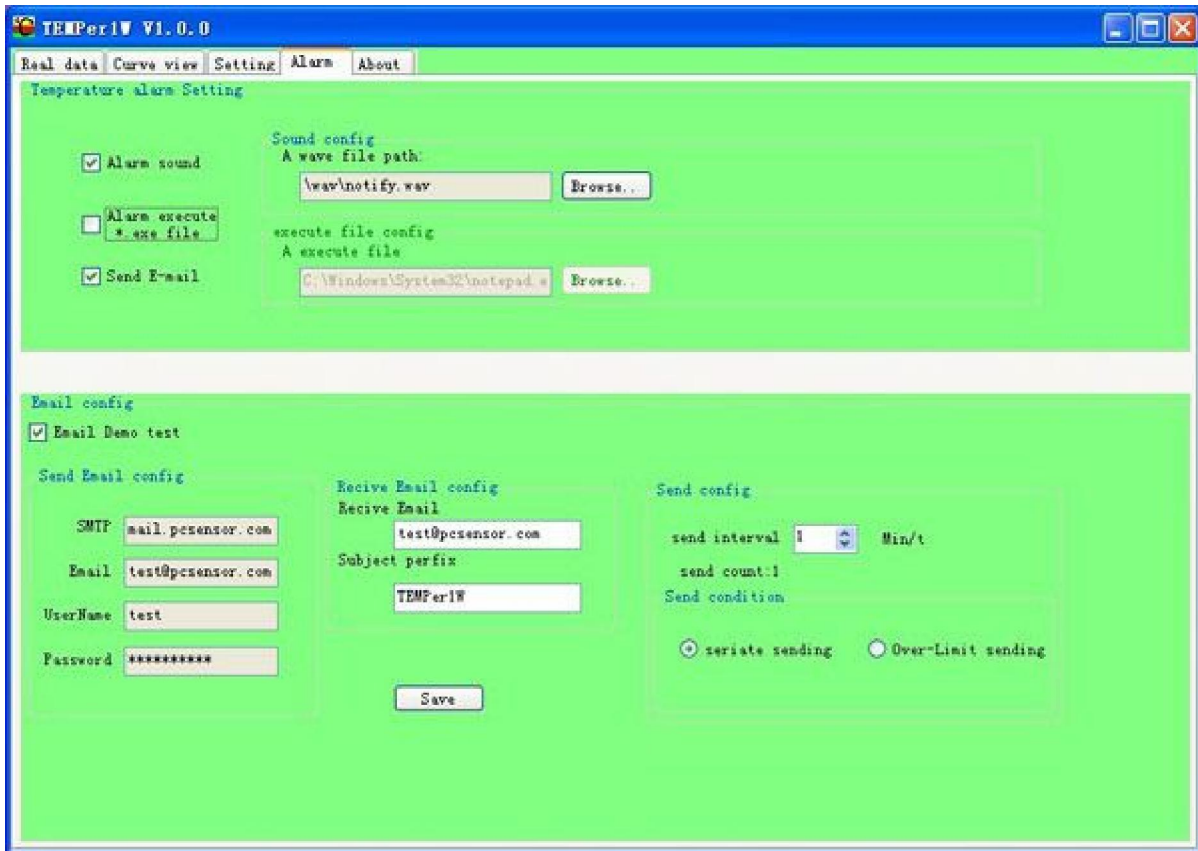 TEMPer1W V1.0.0
Real data Curve view Setting Alarm About
Temperature alarm Setting
Alarm sound
Alarm execute
*.exe file
Send E-mail
Sound config
A wave file path:
\wav\notify.wav Browse..
execute file config
A execute file
C:\Windows\System32\notepad.e Browse..
Email config
Email Demo test
Send Email config
SMTP mail.pcsensor.com
Email test@pcsensor.com
UserName test
Password **********
Recive Email config
Recive Email
test@pcsensor.com
Subject perfix
TEMPer1W
Save
Send config
send interval 1 Min/t
send count:1
Send condition
seriate sending Over-Limit sending